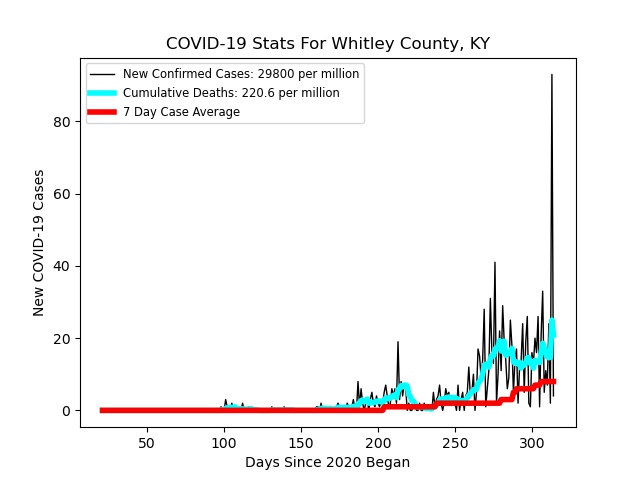 COVID-19 Stats For Whitley County, KY
New Confirmed Cases: 29800 per million
Cumulative Deaths: 220.6 per million
7 Day Case Average
New COVID-19 Cases
80
60
40
20
0
50 100 150 200 250 300
Days Since 2020 Began